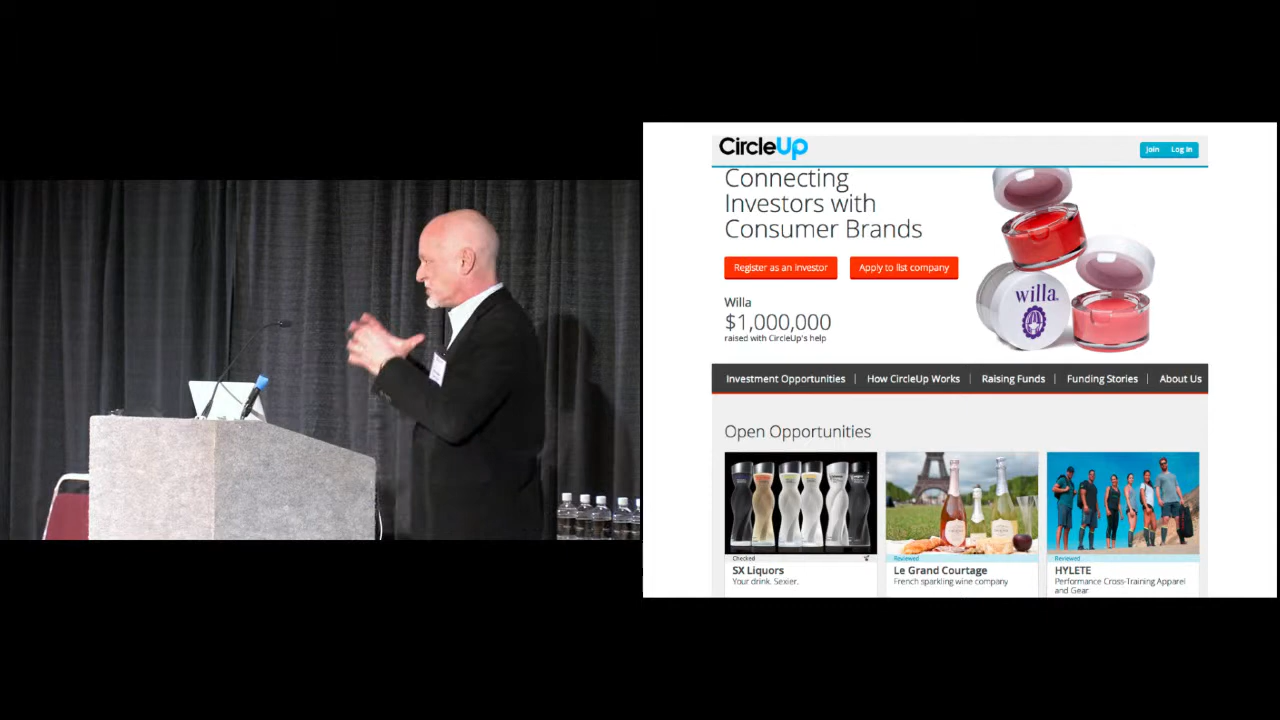 CircleUp
Join Log In
Connecting
Investors with
Consumer Brands
Register as an investor
Apply to list company
Willa
$1,000,000
raised with CircleUp's help
willa
Investment Opportunities | How CircleUp Works | Raising Funds | Funding Stories | About Us
Open Opportunities
Checked
SX Liquors
Your drink. Sexier.
Reviewed
Le Grand Courtage
French sparkling wine company
Reviewed
HYLETE
Performance Cross-Training Apparel
and Gear